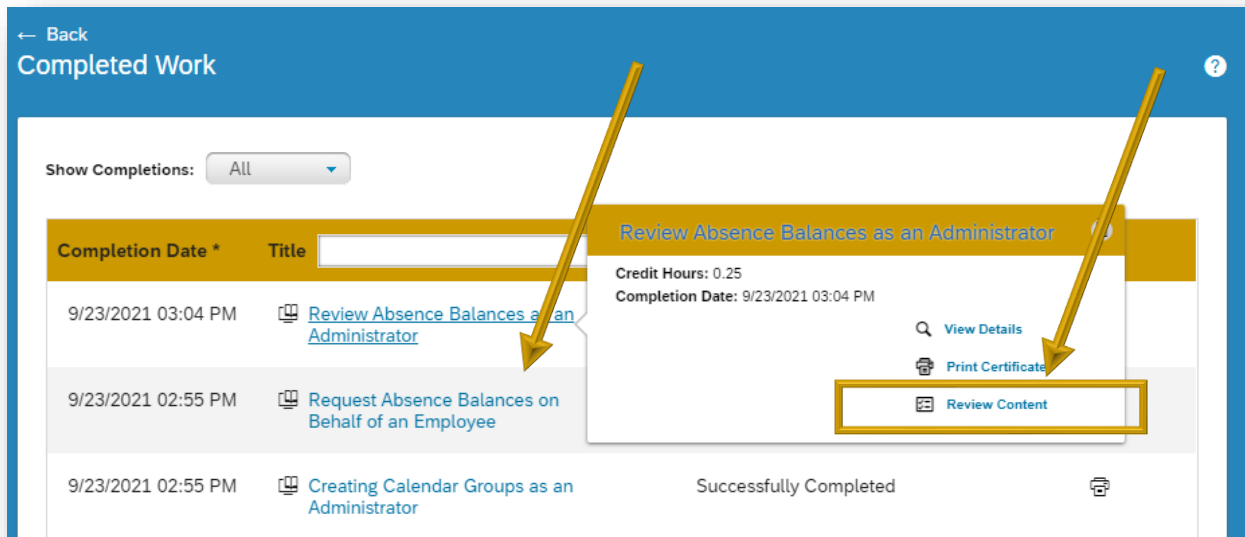 ← Back
Completed Work
?
Show Completions: All
Completion Date * Title
Review Absence Balances as an Administrator
Credit Hours: 0.25
Completion Date: 9/23/2021 03:04 PM
View Details
Print Certificate
Review Content
9/23/2021 03:04 PM Review Absence Balances as an
Administrator
9/23/2021 02:55 PM Request Absence Balances on
Behalf of an Employee
9/23/2021 02:55 PM Creating Calendar Groups as an Successfully Completed
Administrator